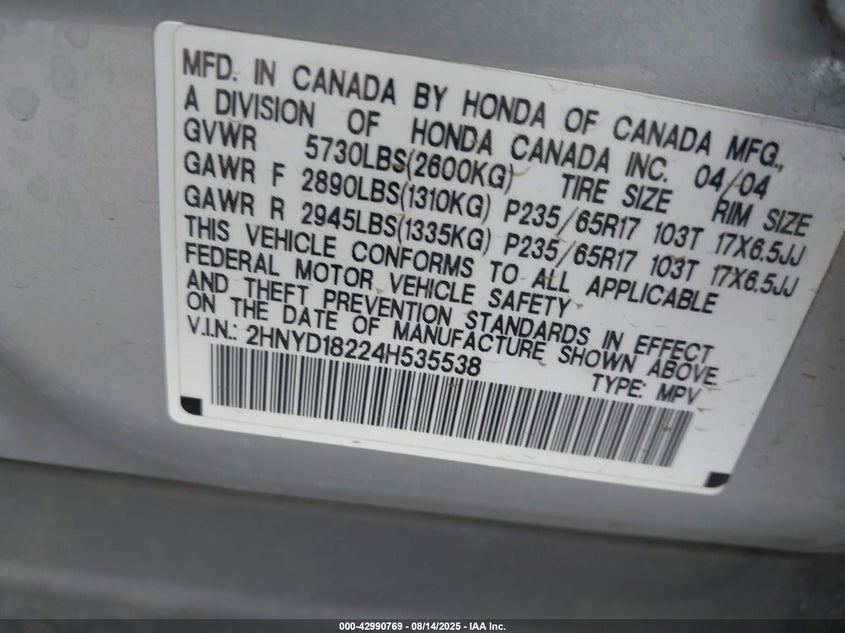 MFD. IN CANADA BY HONDA OF CANADA MFG.,
A DIVISION OF HONDA CANADA INC. 04/04
GVWR 5730LBS(2600KG) TIRE SIZE RIM SIZE
GAWR F 2890LBS(1310KG) P235/65R17 103T 17X6.5JJ
GAWR R 2945LBS(1335KG) P235/65R17 103T 17X6.5JJ
THIS VEHICLE CONFORMS TO ALL APPLICABLE
FEDERAL MOTOR VEHICLE SAFETY
AND THEFT PREVENTION STANDARDS IN EFFECT
ON THE DATE OF MANUFACTURE SHOWN ABOVE.
V.I.N.: 2HNYD18224H535538 TYPE: MPV
000-42990769 - 08/14/2025 - IAA Inc.